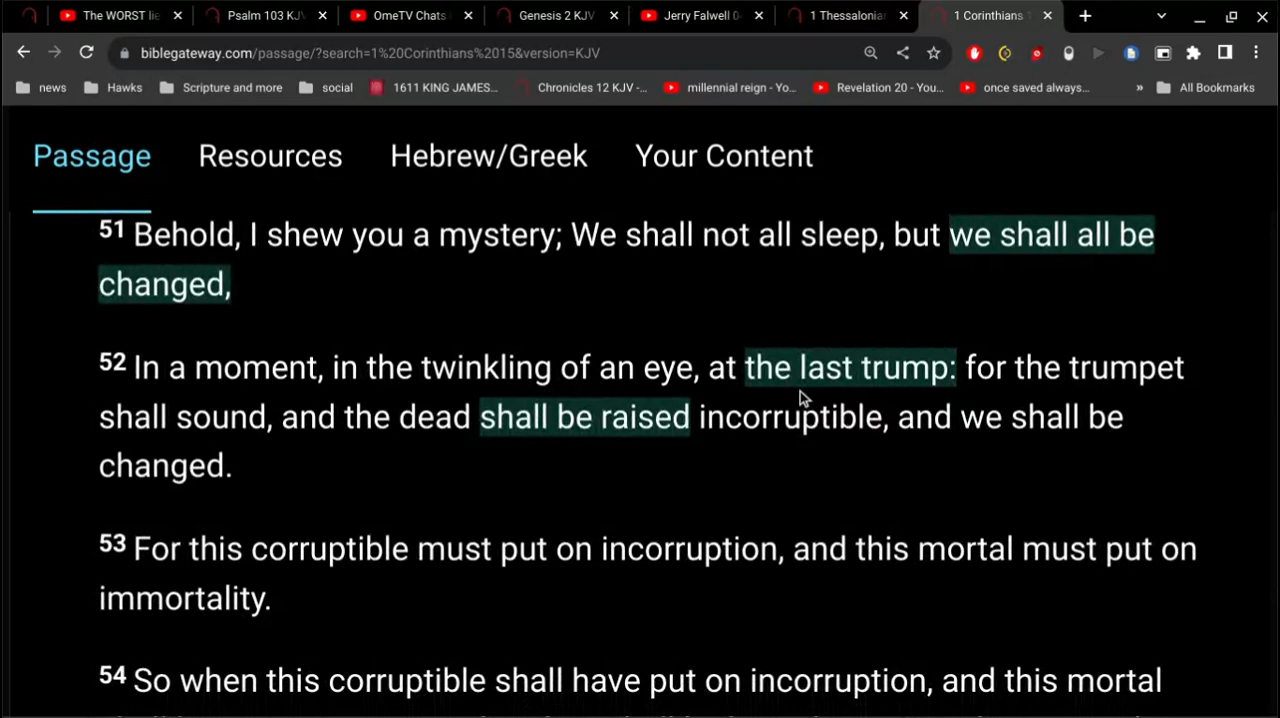 The WORST lie
Psalm 103 KJV
OmeTV Chats
Genesis 2 KJV
Jerry Falwell
1 Thessalonia
1 Corinthians
biblegateway.com/passage/?search=1%20Corinthians%2015&version=KJV
news Hawks Scripture and more social 1611 KING JAMES... Chronicles 12 KJV -... millennial reign - Yo... Revelation 20 - You... once saved always... » All Bookmarks
Passage Resources Hebrew/Greek Your Content
51 Behold, I shew you a mystery; We shall not all sleep, but we shall all be
changed,
52 In a moment, in the twinkling of an eye, at the last trump: for the trumpet
shall sound, and the dead shall be raised incorruptible, and we shall be
changed.
53 For this corruptible must put on incorruption, and this mortal must put on
immortality.
54 So when this corruptible shall have put on incorruption, and this mortal